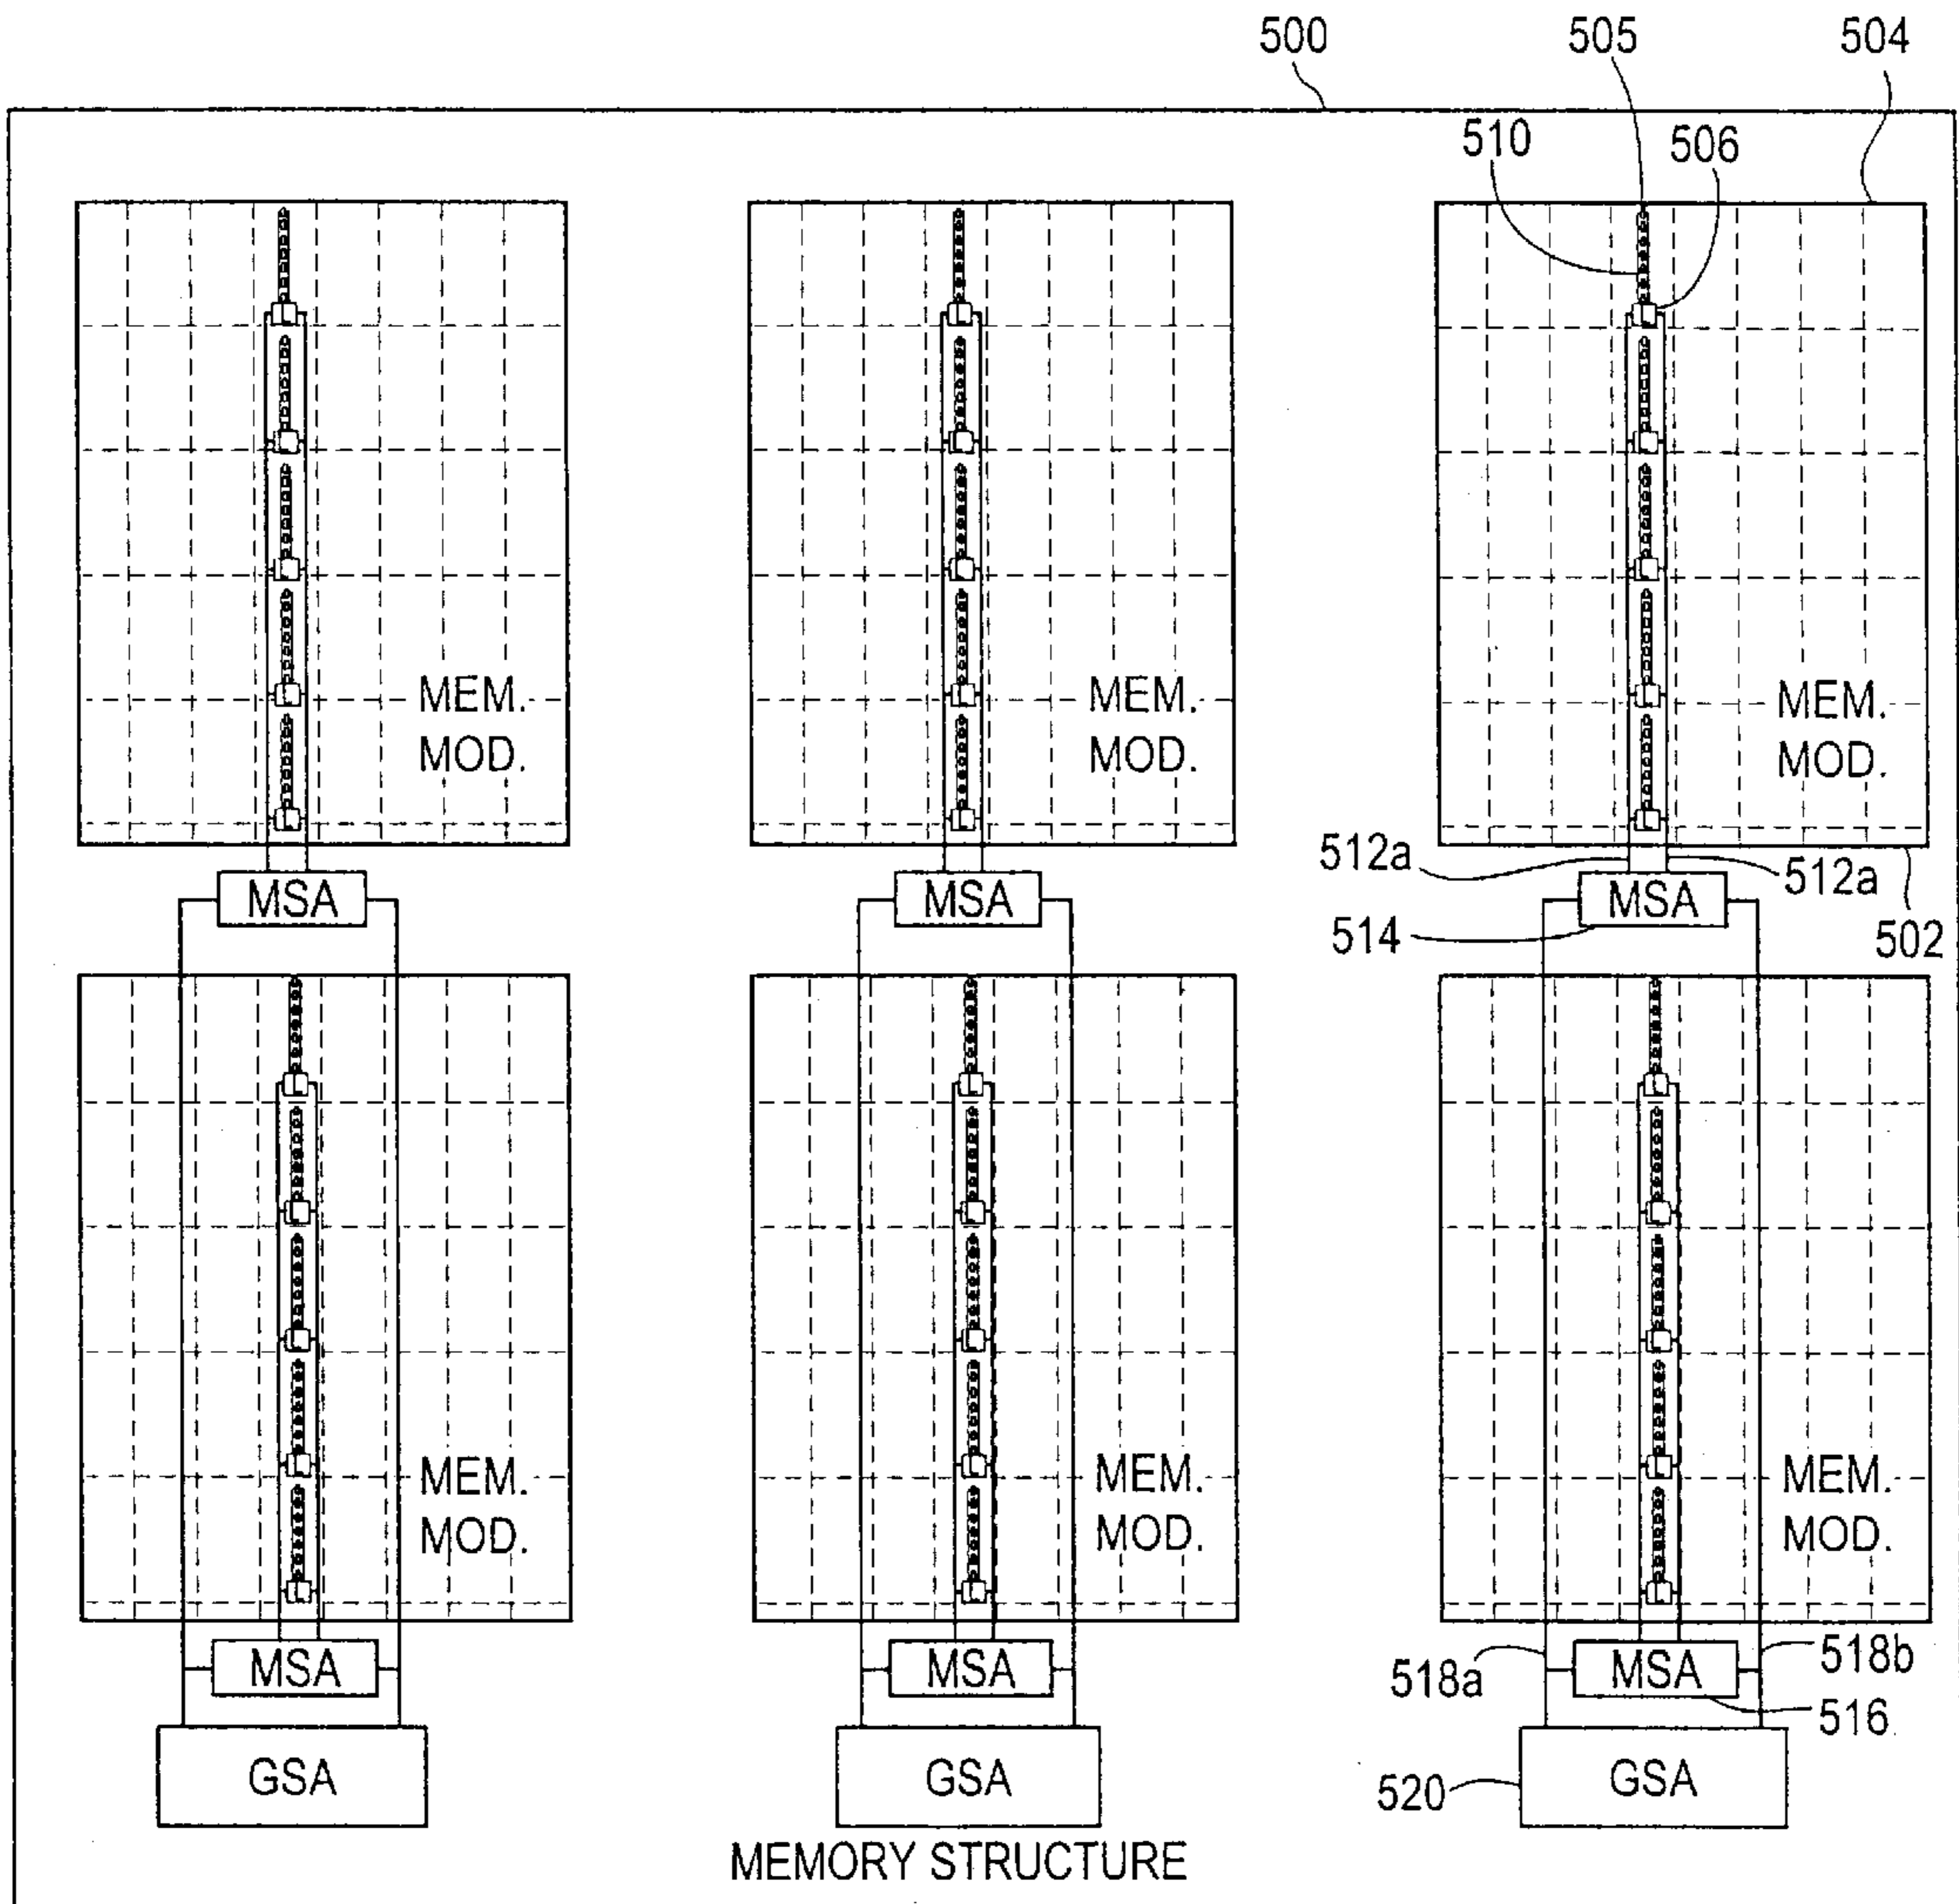 500
505
504
510
506
MEM.
MOD.
MEM.
MOD.
MEM.
MOD.
512a
512a
MSA
MSA
MSA
514
502
MEM.
MOD.
MEM.
MOD.
MEM.
MOD.
518a
518b
MSA
MSA
MSA
516
GSA
GSA
GSA
520
MEMORY STRUCTURE